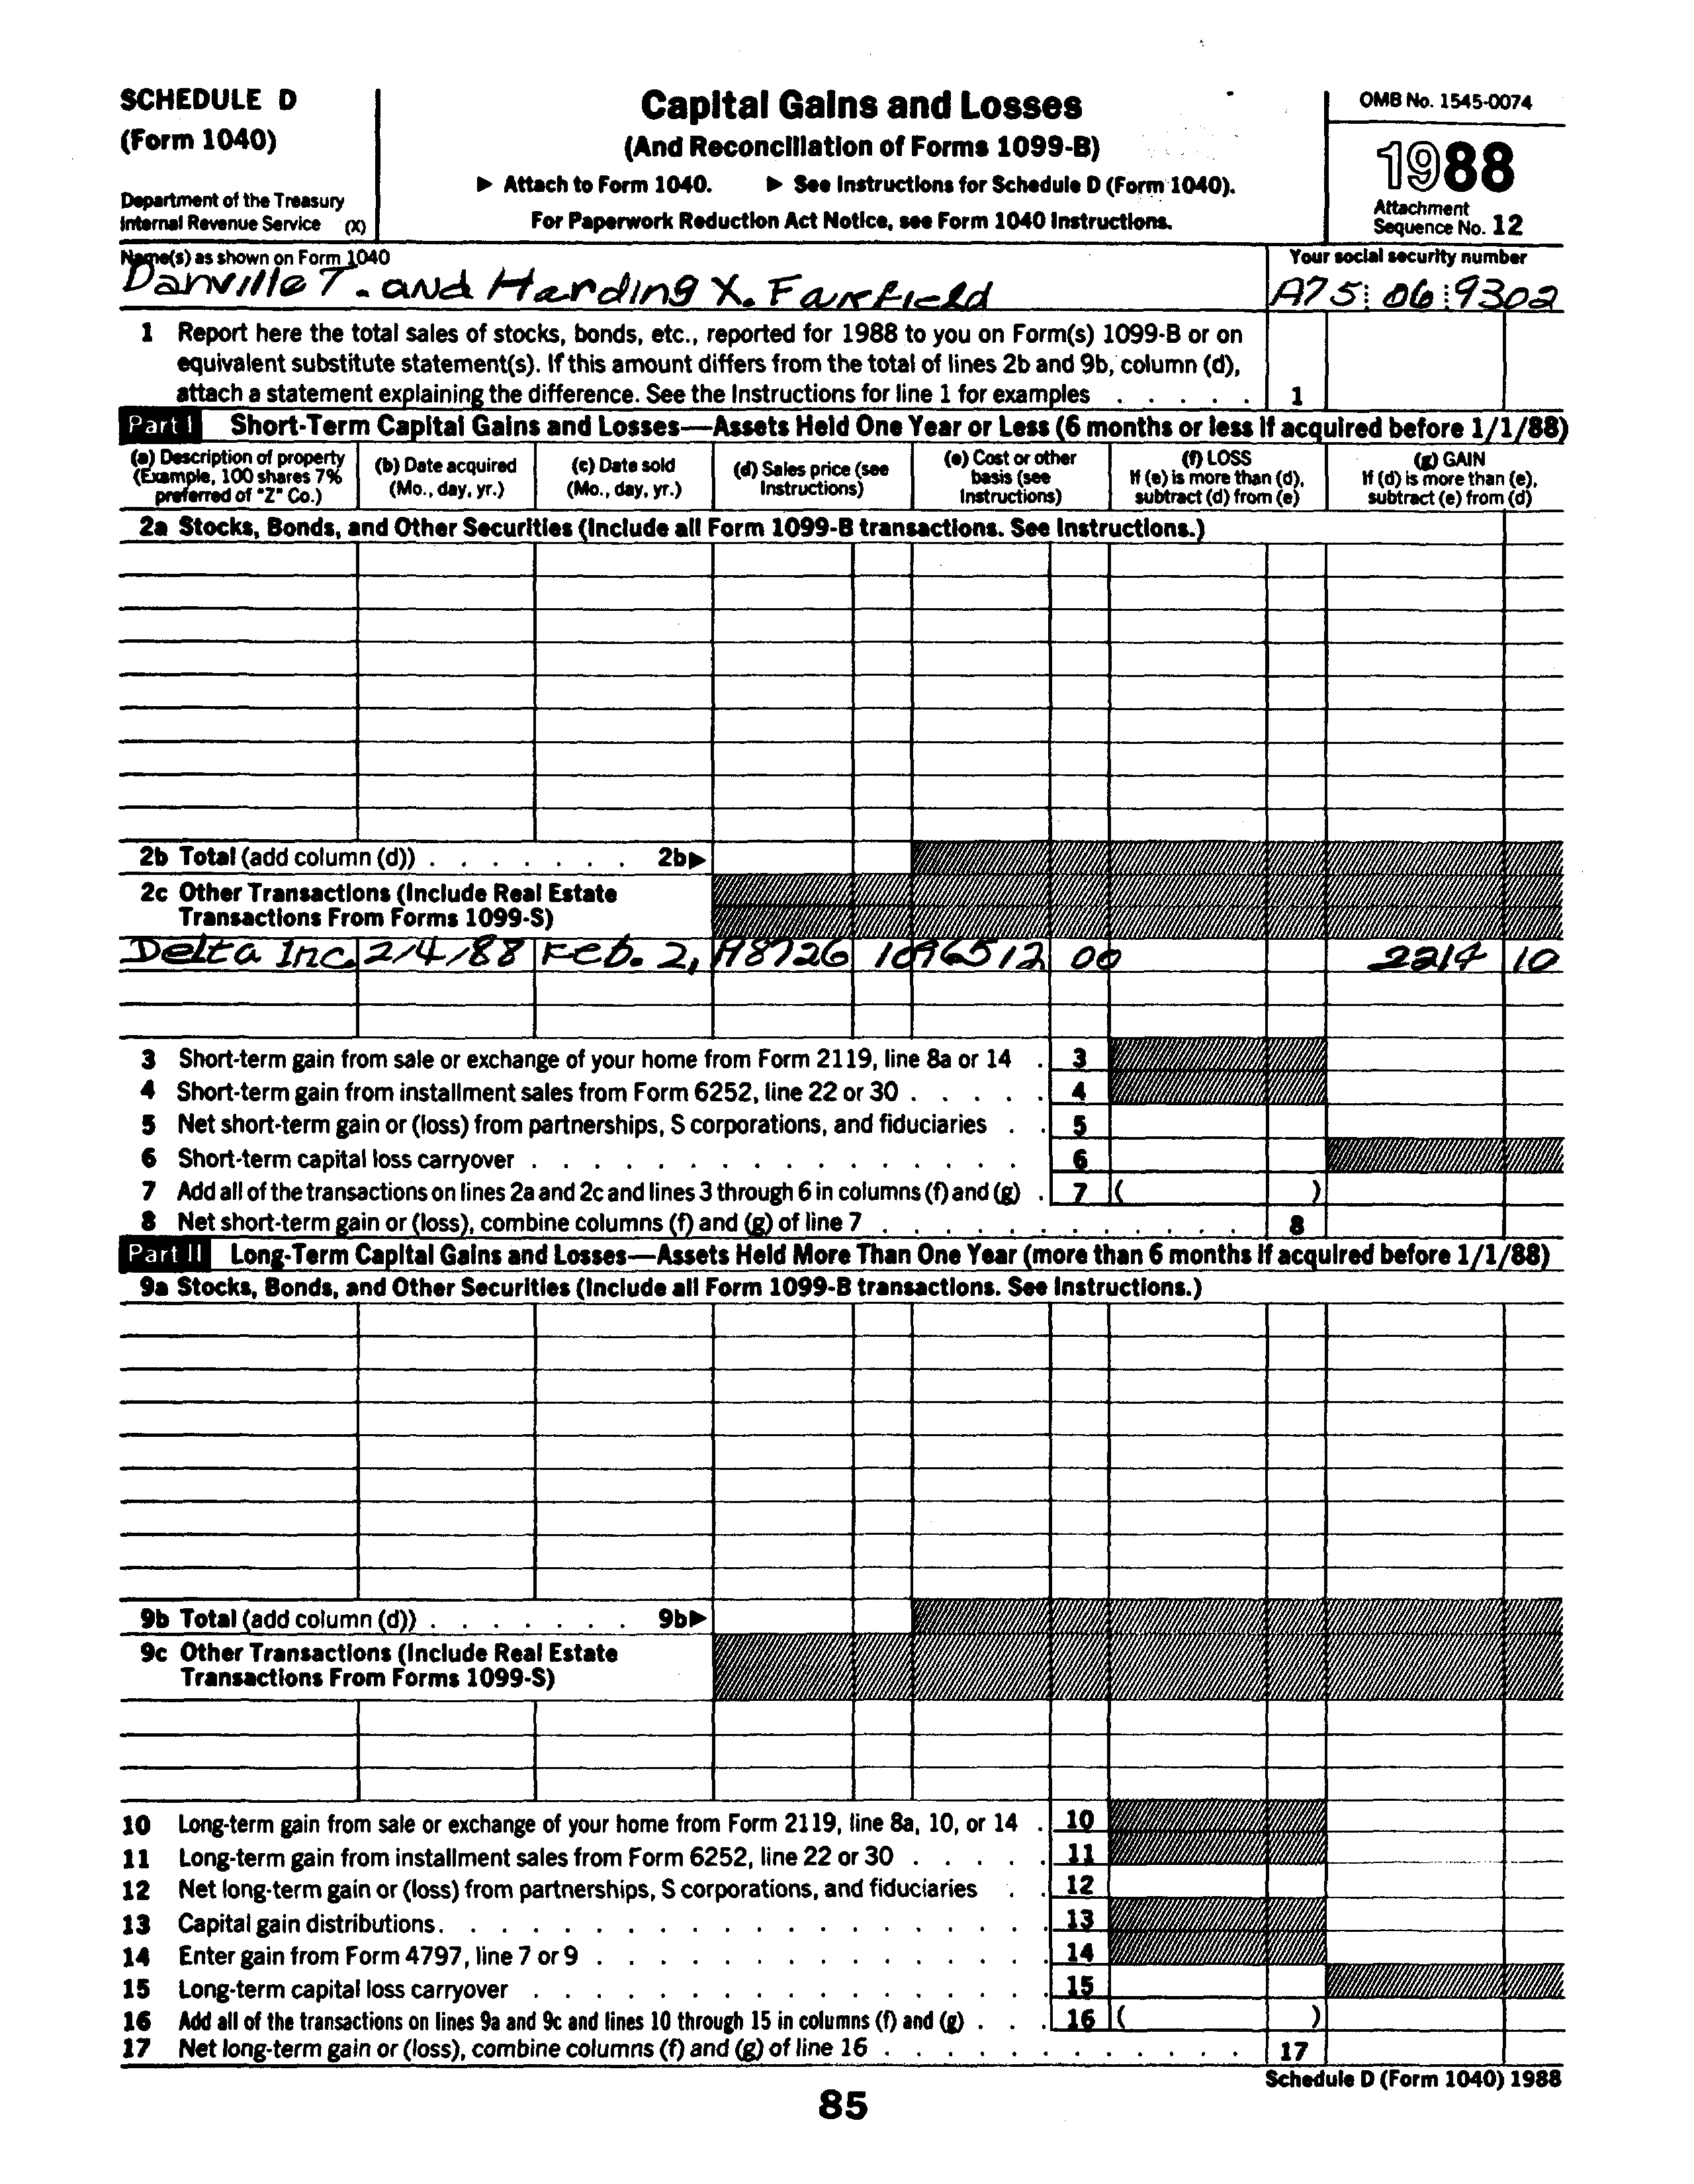 SCHEDULE D
(Form 1040)
Department of the Treasury
Internal Revenue Service (X)
Capital Gains and Losses
(And Reconciliation of Forms 1099-B)
▶ Attach to Form 1040. ▶ See Instructions for Schedule D (Form 1040).
For Paperwork Reduction Act Notice, see Form 1040 Instructions.
OMB No. 1545-0074
1988
Attachment
Sequence No. 12
Name(s) as shown on Form 1040
Danville T. and Harding X. Fairfield
Your social security number
A75 06 9302
1 Report here the total sales of stocks, bonds, etc., reported for 1988 to you on Form(s) 1099-B or on
equivalent substitute statement(s). If this amount differs from the total of lines 2b and 9b, column (d),
attach a statement explaining the difference. See the Instructions for line 1 for examples . . . . . 1
Part I Short-Term Capital Gains and Losses—Assets Held One Year or Less (6 months or less if acquired before 1/1/88)
(a) Description of property
(Example, 100 shares 7%
preferred of "Z" Co.)
(b) Date acquired
(Mo., day, yr.)
(c) Date sold
(Mo., day, yr.)
(d) Sales price (see
Instructions)
(e) Cost or other
basis (see
Instructions)
(f) LOSS
If (e) is more than (d),
subtract (d) from (e)
(g) GAIN
If (d) is more than (e),
subtract (e) from (d)
2a Stocks, Bonds, and Other Securities (Include all Form 1099-B transactions. See Instructions.)
2b Total (add column (d)) . . . . . . . 2b▶
2c Other Transactions (Include Real Estate
Transactions From Forms 1099-S)
Delta Inc. 2/4/88 Feb. 2, A8726 10 96512 00 2214 10
3 Short-term gain from sale or exchange of your home from Form 2119, line 8a or 14 . 3
4 Short-term gain from installment sales from Form 6252, line 22 or 30 . . . . . 4
5 Net short-term gain or (loss) from partnerships, S corporations, and fiduciaries . . 5
6 Short-term capital loss carryover . . . . . . . . . . . . . . . . 6
7 Add all of the transactions on lines 2a and 2c and lines 3 through 6 in columns (f) and (g) . 7 ( )
8 Net short-term gain or (loss), combine columns (f) and (g) of line 7 . . . . . . . . . . . . 8
Part II Long-Term Capital Gains and Losses—Assets Held More Than One Year (more than 6 months if acquired before 1/1/88)
9a Stocks, Bonds, and Other Securities (Include all Form 1099-B transactions. See Instructions.)
9b Total (add column (d)) . . . . . . . 9b▶
9c Other Transactions (Include Real Estate
Transactions From Forms 1099-S)
10 Long-term gain from sale or exchange of your home from Form 2119, line 8a, 10, or 14 . 10
11 Long-term gain from installment sales from Form 6252, line 22 or 30 . . . . . 11
12 Net long-term gain or (loss) from partnerships, S corporations, and fiduciaries . . 12
13 Capital gain distributions. . . . . . . . . . . . . . . . . . . 13
14 Enter gain from Form 4797, line 7 or 9 . . . . . . . . . . . . . . 14
15 Long-term capital loss carryover . . . . . . . . . . . . . . . . 15
16 Add all of the transactions on lines 9a and 9c and lines 10 through 15 in columns (f) and (g) . . . 16 ( )
17 Net long-term gain or (loss), combine columns (f) and (g) of line 16 . . . . . . . . . . . . 17
Schedule D (Form 1040) 1988
85